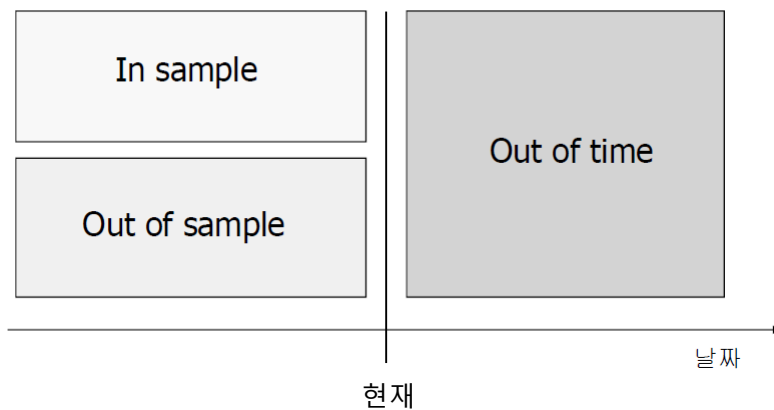 In sample
Out of sample
Out of time
날짜
현재